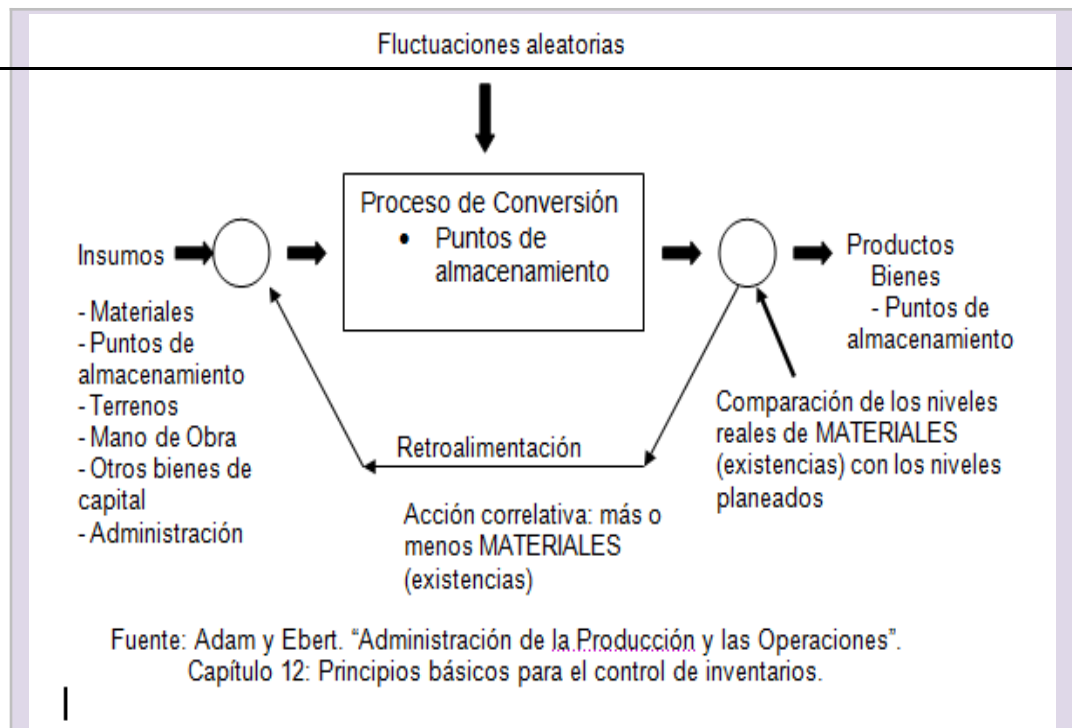 Fluctuaciones aleatorias
Proceso de Conversión
• Puntos de
almacenamiento
Insumos
- Materiales
- Puntos de
almacenamiento
- Terrenos
- Mano de Obra
- Otros bienes de
capital
- Administración
Productos
Bienes
- Puntos de
almacenamiento
Comparación de los niveles
reales de MATERIALES
(existencias) con los niveles
planeados
Retroalimentación
Acción correlativa: más o
menos MATERIALES
(existencias)
Fuente: Adam y Ebert. “Administración de la Producción y las Operaciones”.
Capítulo 12: Principios básicos para el control de inventarios.